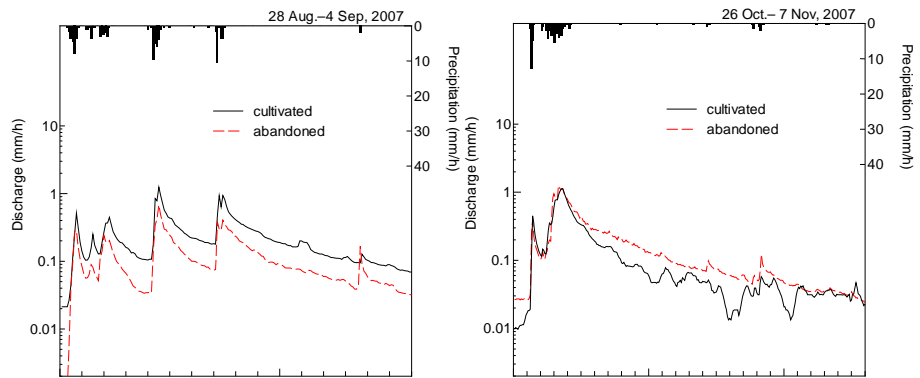 28 Aug.–4 Sep, 2007
0
10
20
30
40
Precipitation (mm/h)
cultivated
abandoned
10
1
0.1
0.01
Discharge (mm/h)
26 Oct.– 7 Nov, 2007
0
10
20
30
40
Precipitation (mm/h)
cultivated
abandoned
10
1
0.1
0.01
Discharge (mm/h)